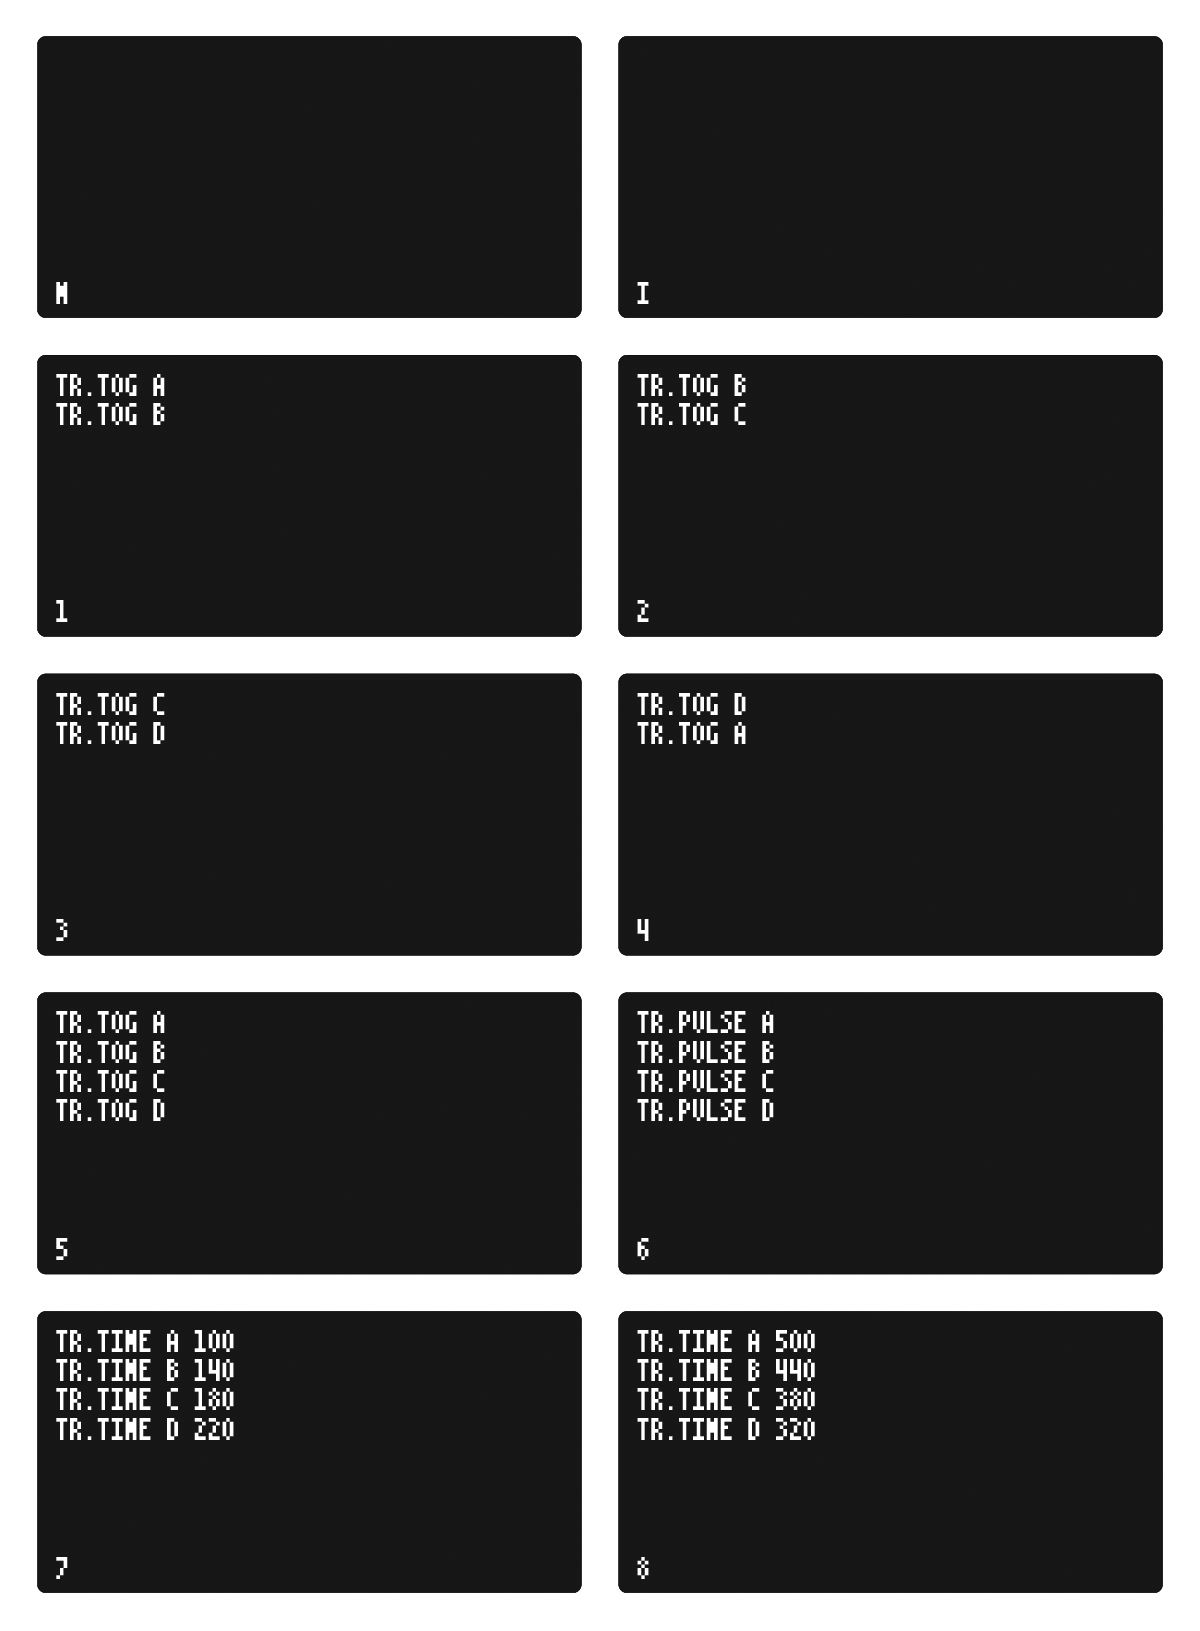 M
I
TR.TOG A
TR.TOG B
1
TR.TOG B
TR.TOG C
2
TR.TOG C
TR.TOG D
3
TR.TOG D
TR.TOG A
4
TR.TOG A
TR.TOG B
TR.TOG C
TR.TOG D
5
TR.PULSE A
TR.PULSE B
TR.PULSE C
TR.PULSE D
6
TR.TIME A 100
TR.TIME B 140
TR.TIME C 180
TR.TIME D 220
7
TR.TIME A 500
TR.TIME B 440
TR.TIME C 380
TR.TIME D 320
8